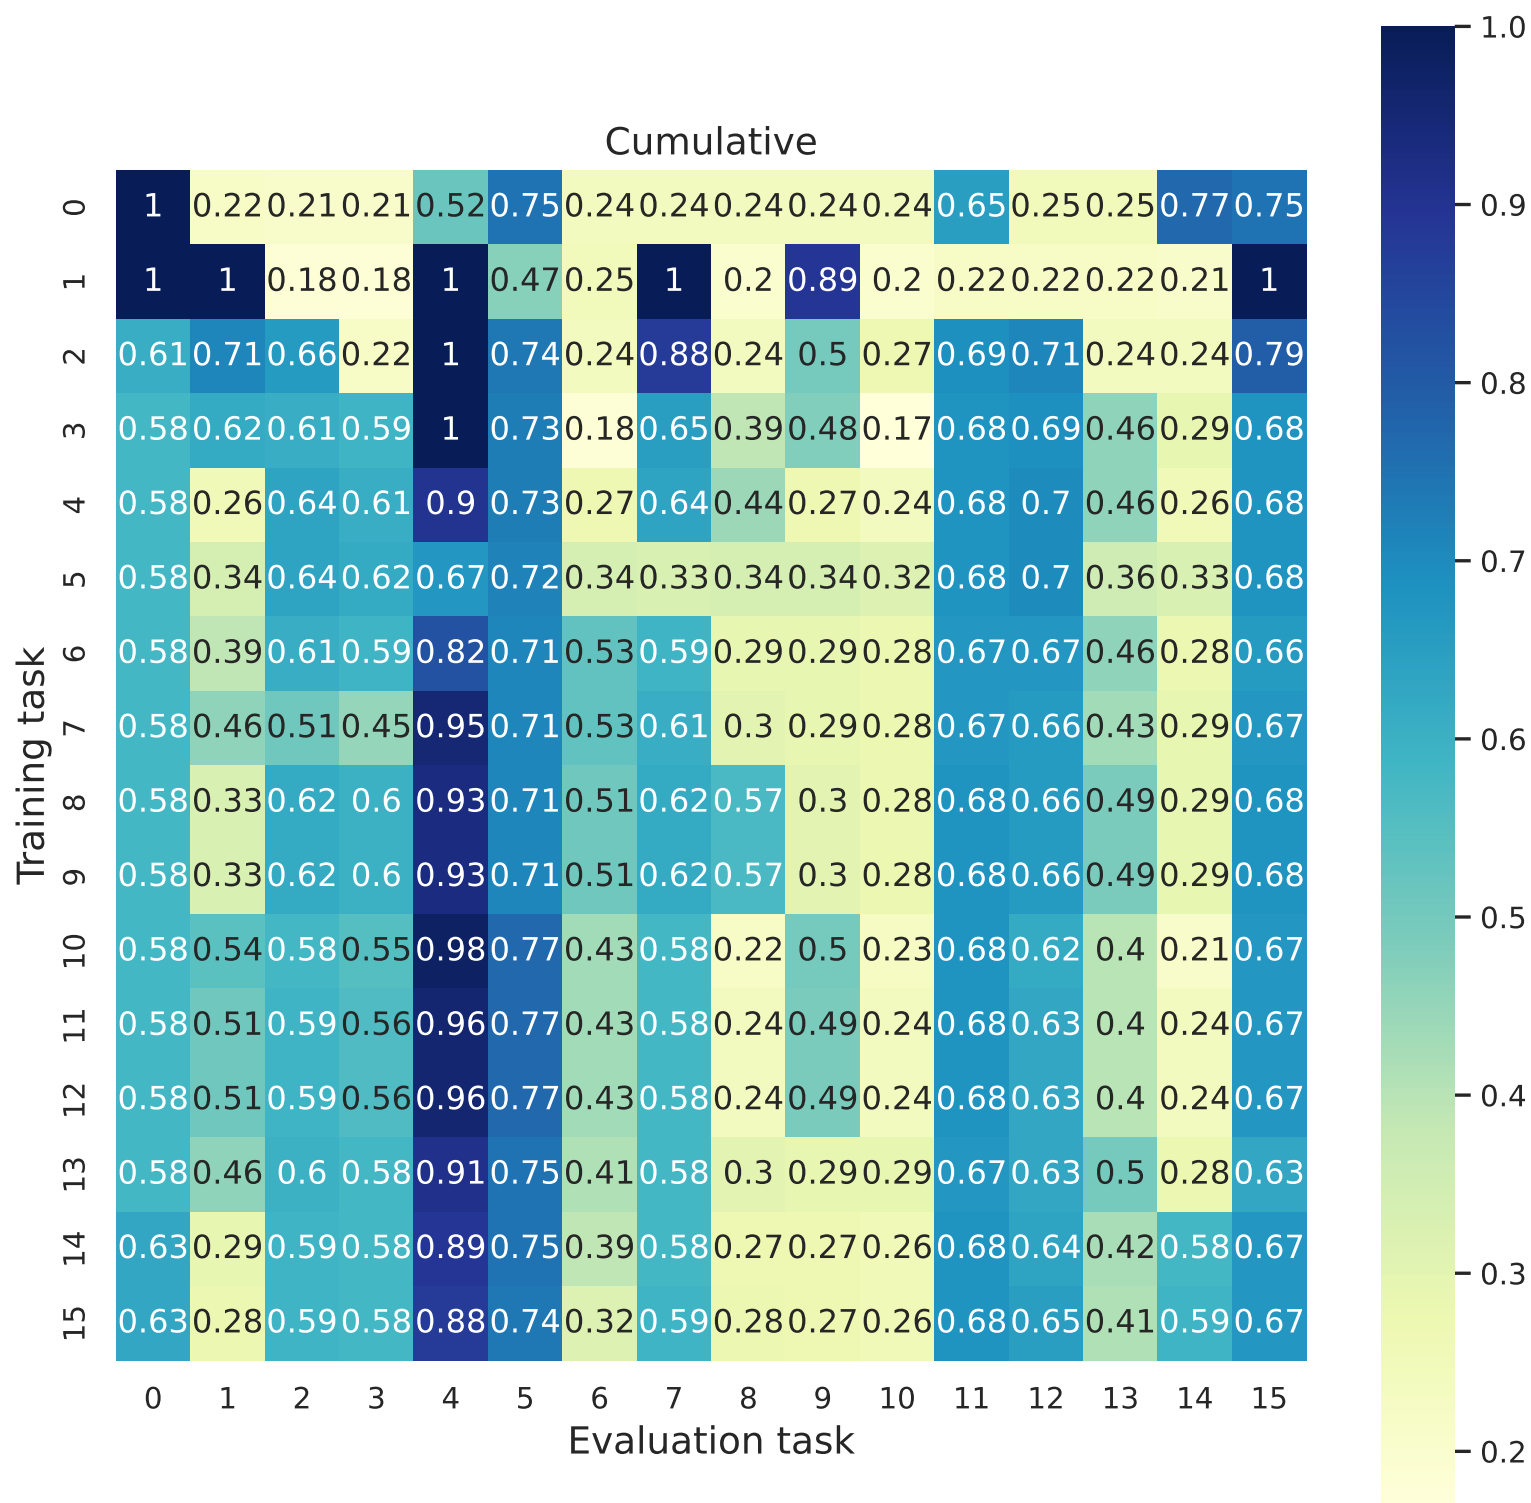 Cumulative
0 1 0.22 0.21 0.21 0.52 0.75 0.24 0.24 0.24 0.24 0.24 0.65 0.25 0.25 0.77 0.75
1 1 1 0.18 0.18 1 0.47 0.25 1 0.2 0.89 0.2 0.22 0.22 0.22 0.21 1
2 0.61 0.71 0.66 0.22 1 0.74 0.24 0.88 0.24 0.5 0.27 0.69 0.71 0.24 0.24 0.79
3 0.58 0.62 0.61 0.59 1 0.73 0.18 0.65 0.39 0.48 0.17 0.68 0.69 0.46 0.29 0.68
4 0.58 0.26 0.64 0.61 0.9 0.73 0.27 0.64 0.44 0.27 0.24 0.68 0.7 0.46 0.26 0.68
5 0.58 0.34 0.64 0.62 0.67 0.72 0.34 0.33 0.34 0.34 0.32 0.68 0.7 0.36 0.33 0.68
6 0.58 0.39 0.61 0.59 0.82 0.71 0.53 0.59 0.29 0.29 0.28 0.67 0.67 0.46 0.28 0.66
7 0.58 0.46 0.51 0.45 0.95 0.71 0.53 0.61 0.3 0.29 0.28 0.67 0.66 0.43 0.29 0.67
8 0.58 0.33 0.62 0.6 0.93 0.71 0.51 0.62 0.57 0.3 0.28 0.68 0.66 0.49 0.29 0.68
9 0.58 0.33 0.62 0.6 0.93 0.71 0.51 0.62 0.57 0.3 0.28 0.68 0.66 0.49 0.29 0.68
10 0.58 0.54 0.58 0.55 0.98 0.77 0.43 0.58 0.22 0.5 0.23 0.68 0.62 0.4 0.21 0.67
11 0.58 0.51 0.59 0.56 0.96 0.77 0.43 0.58 0.24 0.49 0.24 0.68 0.63 0.4 0.24 0.67
12 0.58 0.51 0.59 0.56 0.96 0.77 0.43 0.58 0.24 0.49 0.24 0.68 0.63 0.4 0.24 0.67
13 0.58 0.46 0.6 0.58 0.91 0.75 0.41 0.58 0.3 0.29 0.29 0.67 0.63 0.5 0.28 0.63
14 0.63 0.29 0.59 0.58 0.89 0.75 0.39 0.58 0.27 0.27 0.26 0.68 0.64 0.42 0.58 0.67
15 0.63 0.28 0.59 0.58 0.88 0.74 0.32 0.59 0.28 0.27 0.26 0.68 0.65 0.41 0.59 0.67
0 1 2 3 4 5 6 7 8 9 10 11 12 13 14 15
Evaluation task
Training task
1.0
0.9
0.8
0.7
0.6
0.5
0.4
0.3
0.2